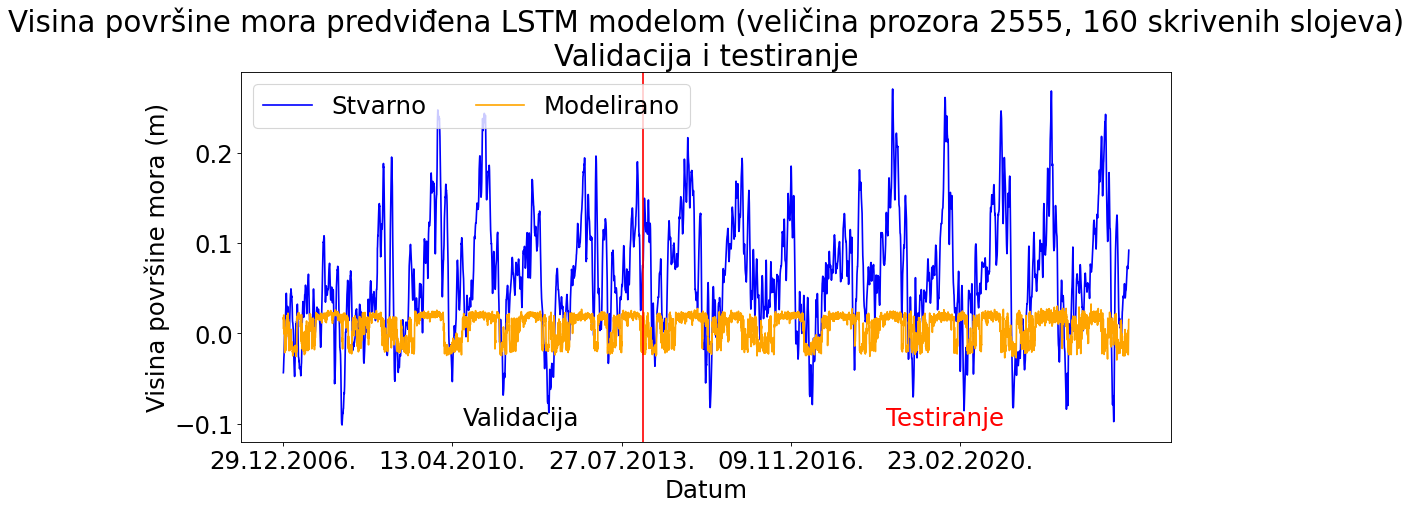 Visina površine mora predviđena LSTM modelom (veličina prozora 2555, 160 skrivenih slojeva)
Validacija i testiranje
Stvarno Modelirano
Visina površine mora (m)
0.2
0.1
0.0
−0.1
Validacija Testiranje
29.12.2006. 13.04.2010. 27.07.2013. 09.11.2016. 23.02.2020.
Datum